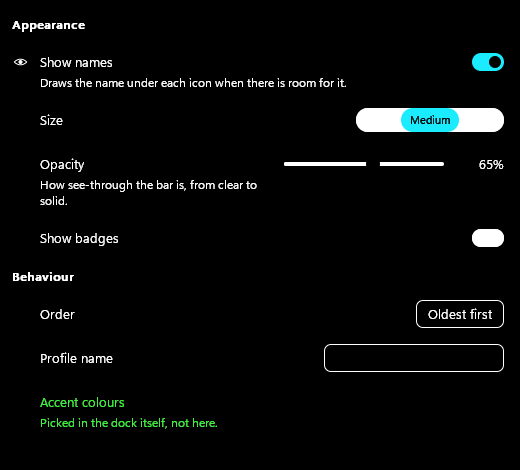 Appearance
Show names
Draws the name under each icon when there is room for it.
Size
Medium
Opacity
65%
How see-through the bar is, from clear to
solid.
Show badges
Behaviour
Order
Oldest first
Profile name
Accent colours
Picked in the dock itself, not here.